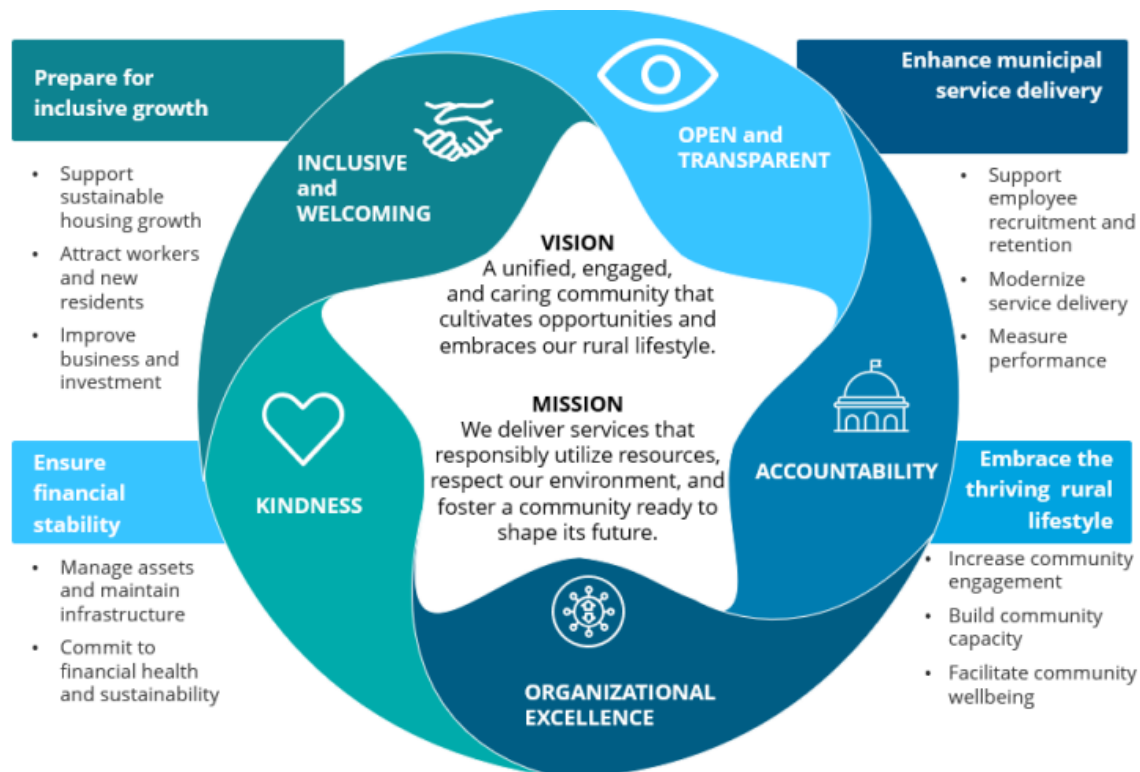 Prepare for
inclusive growth
• Support
sustainable
housing growth
• Attract workers
and new
residents
• Improve
business and
investment
Ensure
financial
stability
• Manage assets
and maintain
infrastructure
• Commit to
financial health
and sustainability
INCLUSIVE
and
WELCOMING
OPEN and
TRANSPARENT
KINDNESS
ACCOUNTABILITY
ORGANIZATIONAL
EXCELLENCE
VISION
A unified, engaged,
and caring community that
cultivates opportunities and
embraces our rural lifestyle.
MISSION
We deliver services that
responsibly utilize resources,
respect our environment, and
foster a community ready to
shape its future.
Enhance municipal
service delivery
• Support
employee
recruitment and
retention
• Modernize
service delivery
• Measure
performance
Embrace the
thriving rural
lifestyle
• Increase community
engagement
• Build community
capacity
• Facilitate community
wellbeing